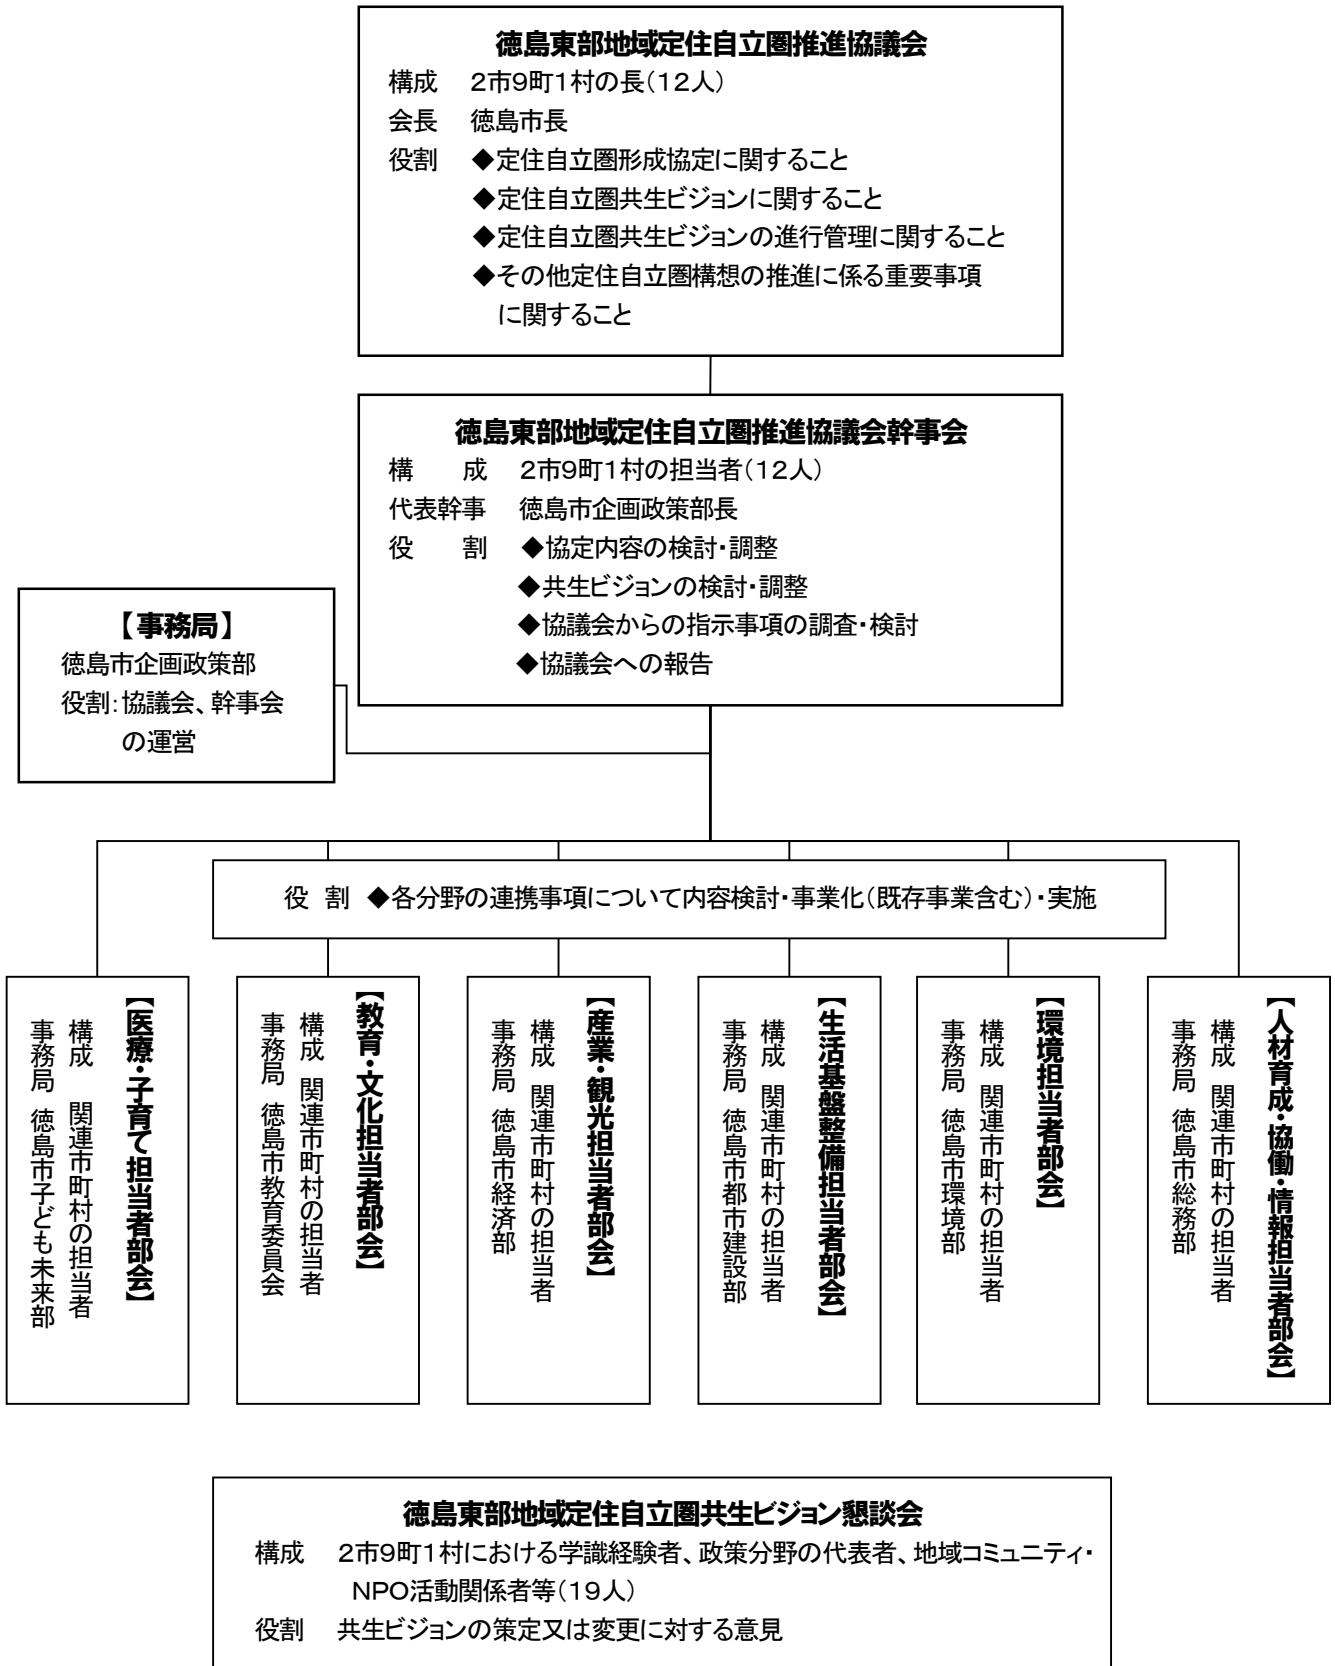 徳島東部地域定住自立圏推進協議会
構成 2市9町1村の長(12人)
会長 徳島市長
役割 ◆定住自立圏形成協定に関すること
◆定住自立圏共生ビジョンに関すること
◆定住自立圏共生ビジョンの進行管理に関すること
◆その他定住自立圏構想の推進に係る重要事項
に関すること
徳島東部地域定住自立圏推進協議会幹事会
構 成 2市9町1村の担当者(12人)
代表幹事 徳島市企画政策部長
役 割 ◆協定内容の検討・調整
◆共生ビジョンの検討・調整
◆協議会からの指示事項の調査・検討
◆協議会への報告
【事務局】
徳島市企画政策部
役割:協議会、幹事会
の運営
役 割 ◆各分野の連携事項について内容検討・事業化(既存事業含む)・実施
【医療・子育て担当者部会】
構成 関連市町村の担当者
事務局 徳島市子ども未来部
【教育・文化担当者部会】
構成 関連市町村の担当者
事務局 徳島市教育委員会
【産業・観光担当者部会】
構成 関連市町村の担当者
事務局 徳島市経済部
【生活基盤整備担当者部会】
構成 関連市町村の担当者
事務局 徳島市都市建設部
【環境担当者部会】
構成 関連市町村の担当者
事務局 徳島市環境部
【人材育成・協働・情報担当者部会】
構成 関連市町村の担当者
事務局 徳島市総務部
徳島東部地域定住自立圏共生ビジョン懇談会
構成 2市9町1村における学識経験者、政策分野の代表者、地域コミュニティ・
NPO活動関係者等(19人)
役割 共生ビジョンの策定又は変更に対する意見